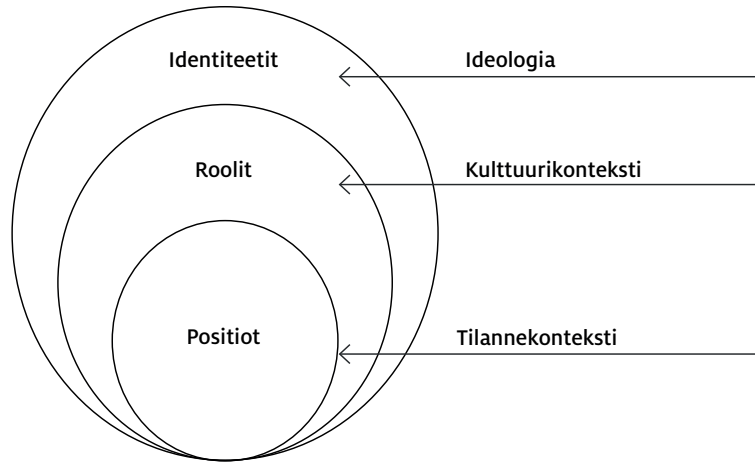 Identiteetit
Ideologia
Roolit
Kulttuurikonteksti
Positiot
Tilannekonteksti